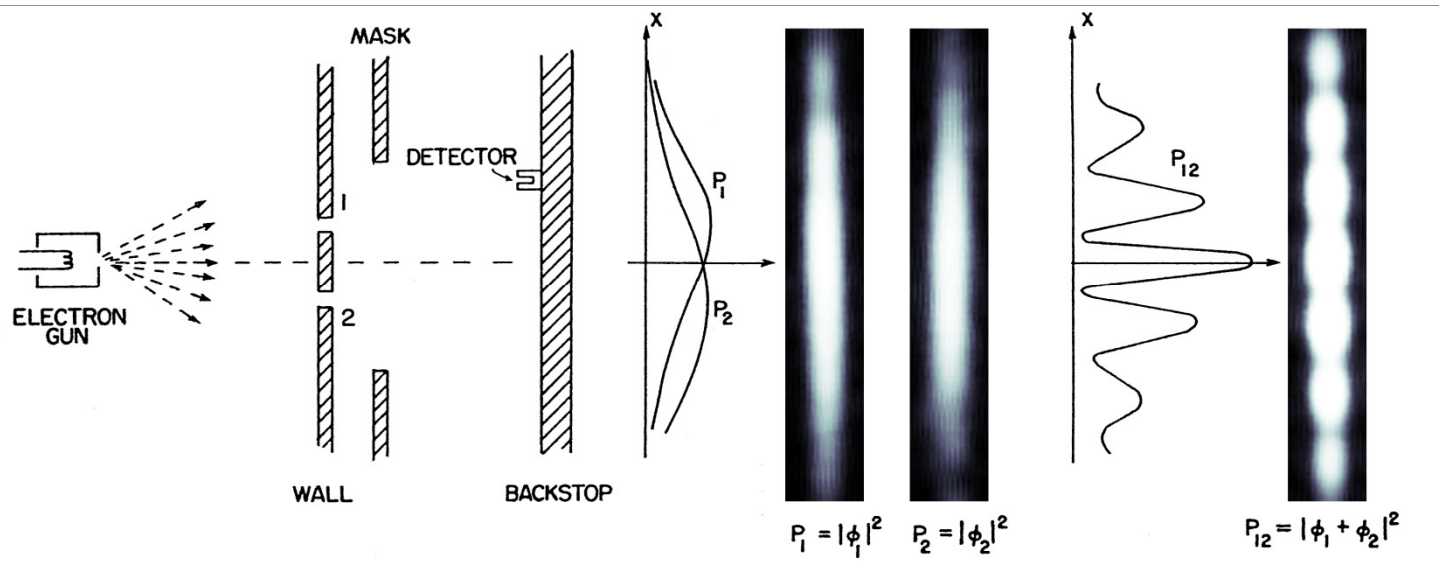 MASK
DETECTOR
1
2
ELECTRON
GUN
WALL
BACKSTOP
X
P₁
P₂
P₁ = |ϕ₁|²
P₂ = |ϕ₂|²
X
P₁₂
P₁₂ = |ϕ₁ + ϕ₂|²